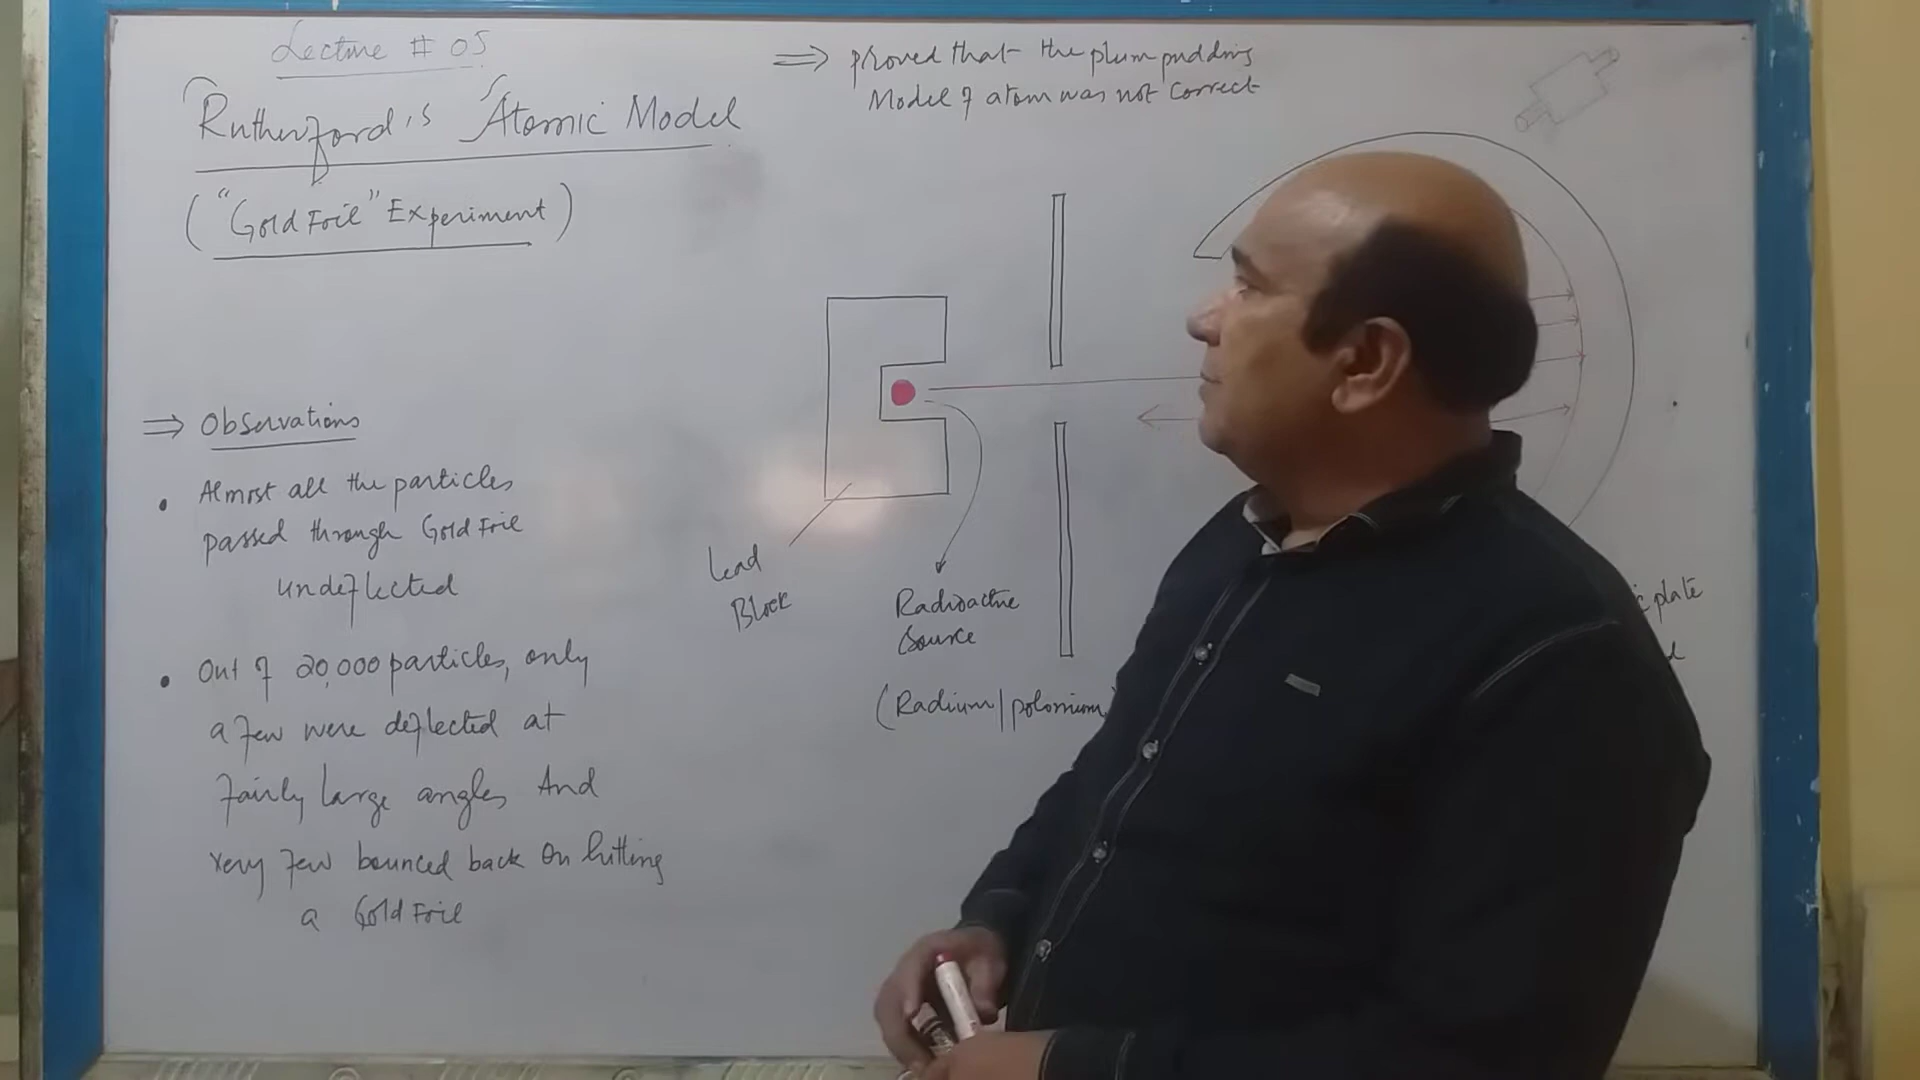 Lecture # 05
Rutherford's Atomic Model
("Gold Foil" Experiment)
⇒ proved that the plum pudding
Model of atom was not correct
⇒ Observations
• Almost all the particles
passed through Gold Foil
undeflected
• Out of 20,000 particles, only
a few were deflected at
fairly large angles And
very few bounced back on hitting
a Gold Foil
Lead
Block
Radioactive
Source
(Radium/polonium)
plate